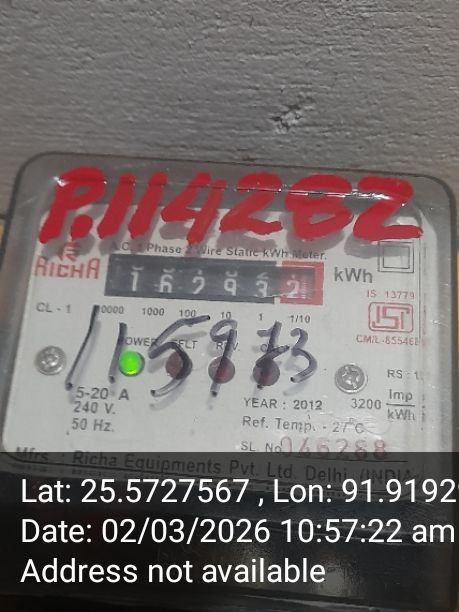 P.114282
A.C. 1 Phase 2 Wire Static kWh Meter.
RICHA
kWh
IS 13779
CL - 1
10000 1000 100 10 1 1/10
ISI
115973
POWER
5-20 A
240 V.
50 Hz.
YEAR : 2012
3200 Imp / kWh
Ref. Temp. - 27°C
SL. No. 046288
Mfrs. : Richa Equipments Pvt. Ltd. Delhi. (INDIA
Lat: 25.5727567 , Lon: 91.9192
Date: 02/03/2026 10:57:22 am
Address not available